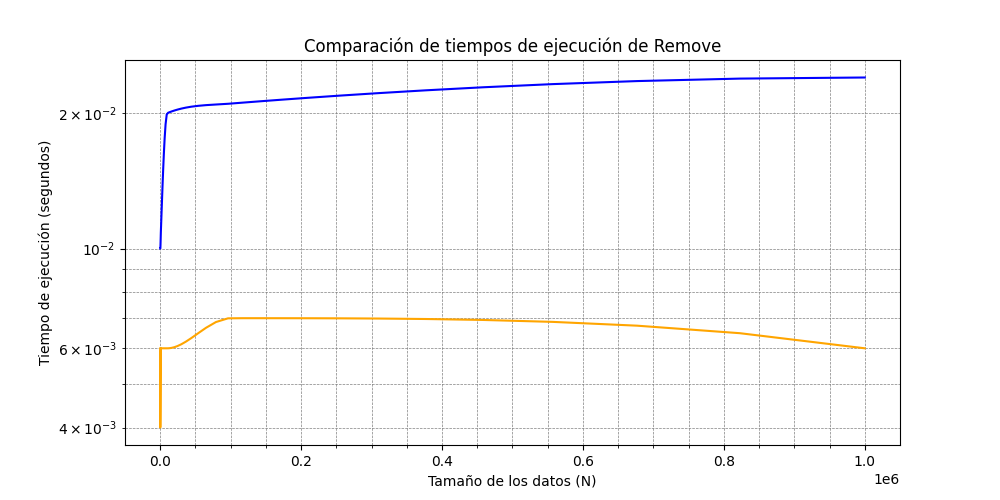 Comparación de tiempos de ejecución de Remove
Tiempo de ejecución (segundos)
2 × 10⁻²
10⁻²
6 × 10⁻³
4 × 10⁻³
0.0 0.2 0.4 0.6 0.8 1.0
1e6
Tamaño de los datos (N)